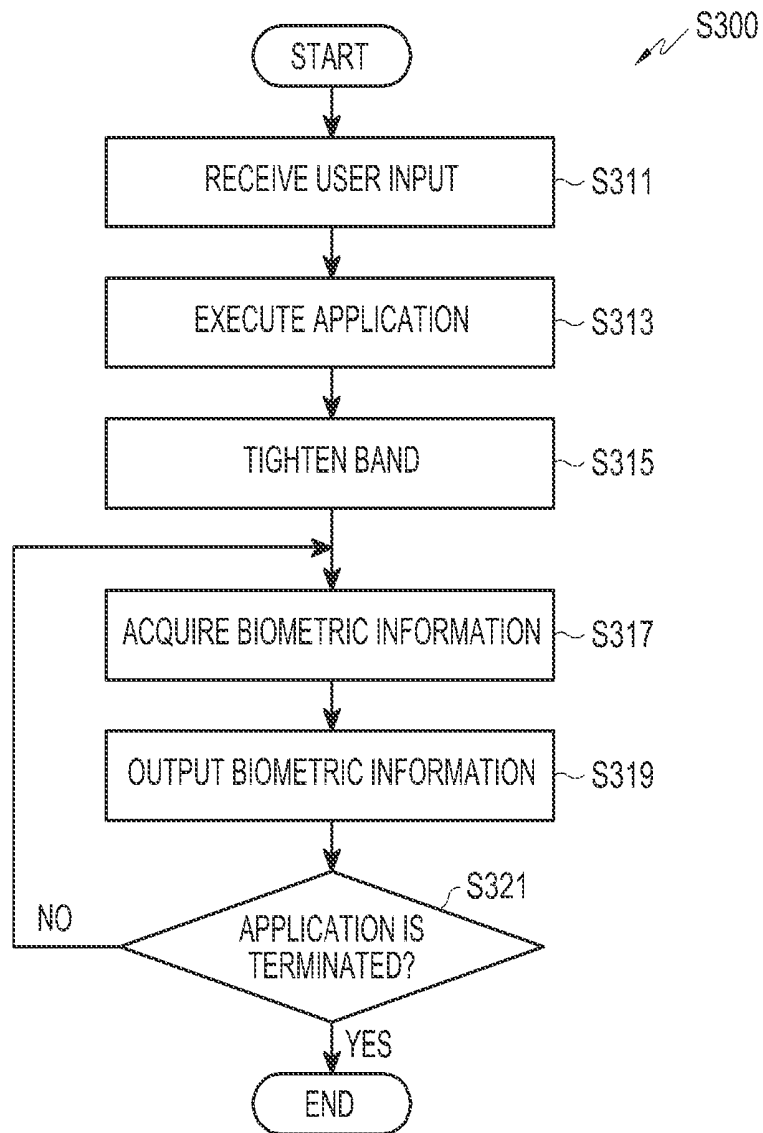 S300
START
RECEIVE USER INPUT
S311
EXECUTE APPLICATION
S313
TIGHTEN BAND
S315
ACQUIRE BIOMETRIC INFORMATION
S317
OUTPUT BIOMETRIC INFORMATION
S319
S321
NO
APPLICATION IS
TERMINATED?
YES
END